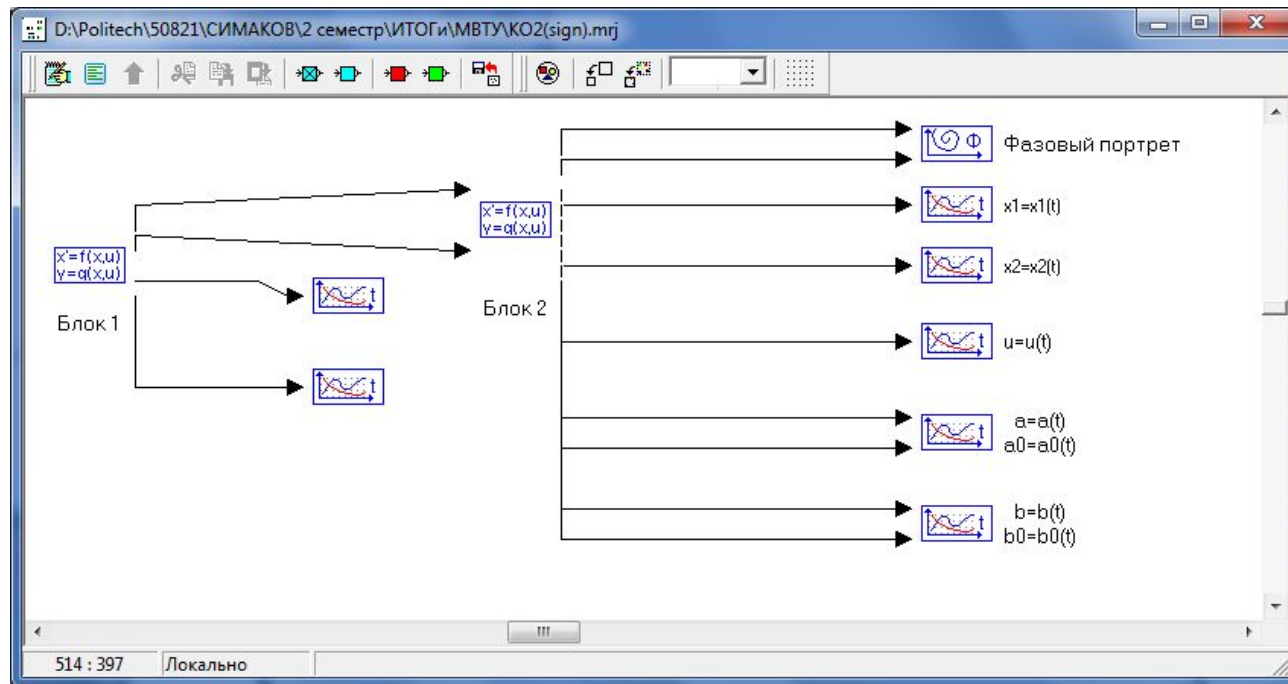 D:\Politech\50821\СИМАКОВ\2 семестр\ИТОГи\МВТУ\КО2(sign).mrj
Ф
Фазовый портрет
x'=f(x,u)
y=q(x,u)
t
x1=x1(t)
x'=f(x,u)
y=q(x,u)
t
x2=x2(t)
t
Блок 2
Блок 1
t
u=u(t)
t
t
a=a(t)
a0=a0(t)
t
b=b(t)
b0=b0(t)
514 : 397
Локально